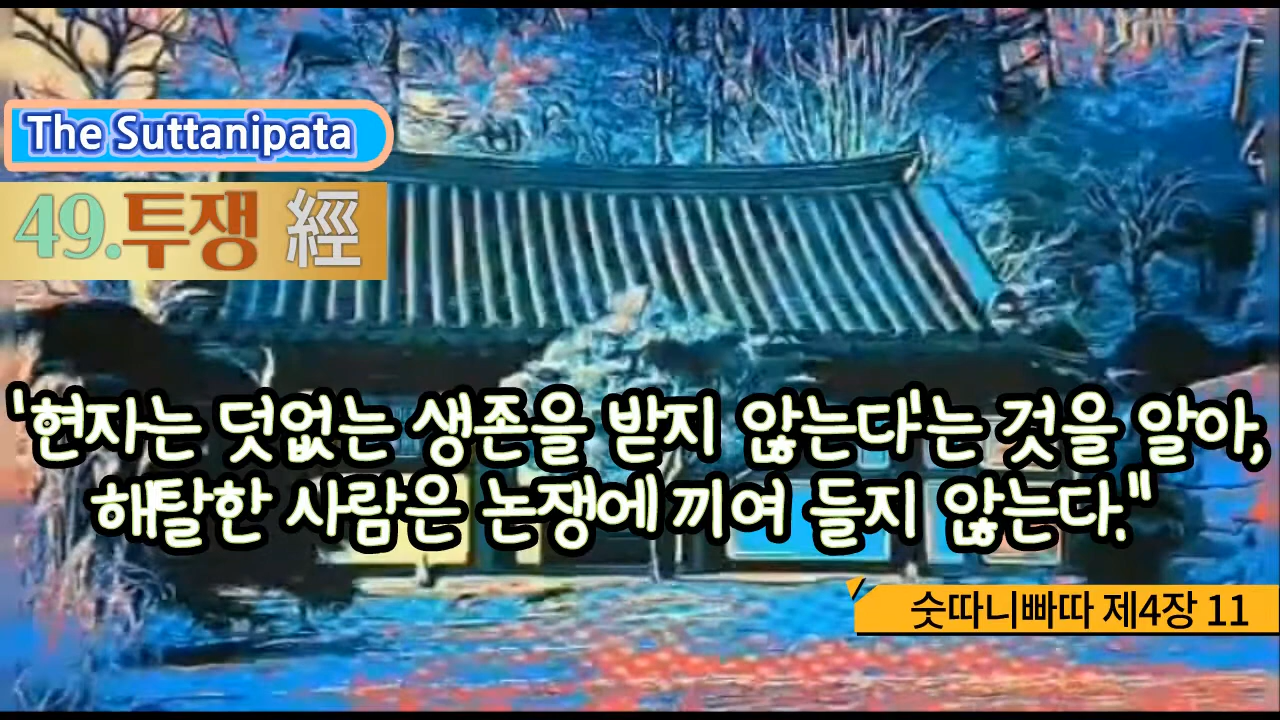 The Suttanipata
49.투쟁 經
'현자는 덧없는 생존을 받지 않는다'는 것을 알아,
해탈한 사람은 논쟁에 끼여 들지 않는다."
숫따니빠따 제4장 11